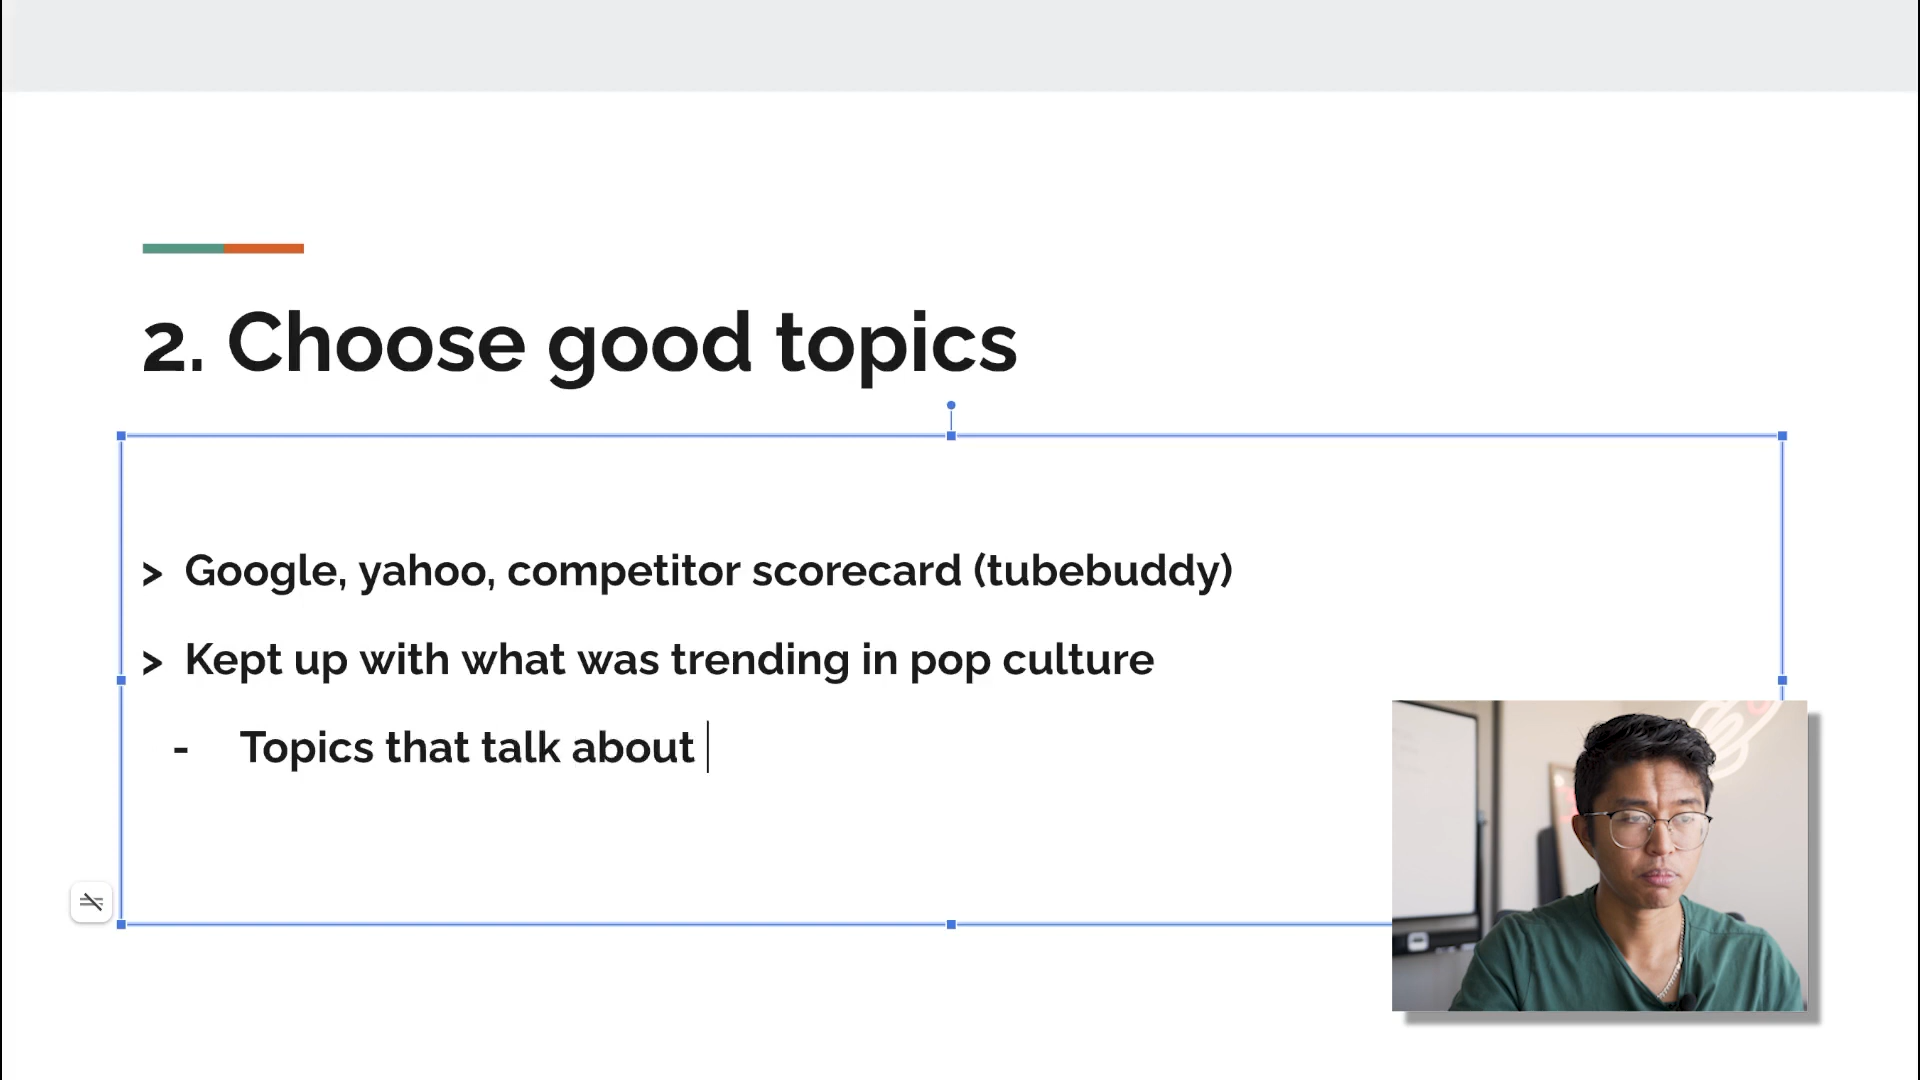 2. Choose good topics
> Google, yahoo, competitor scorecard (tubebuddy)
> Kept up with what was trending in pop culture
- Topics that talk about